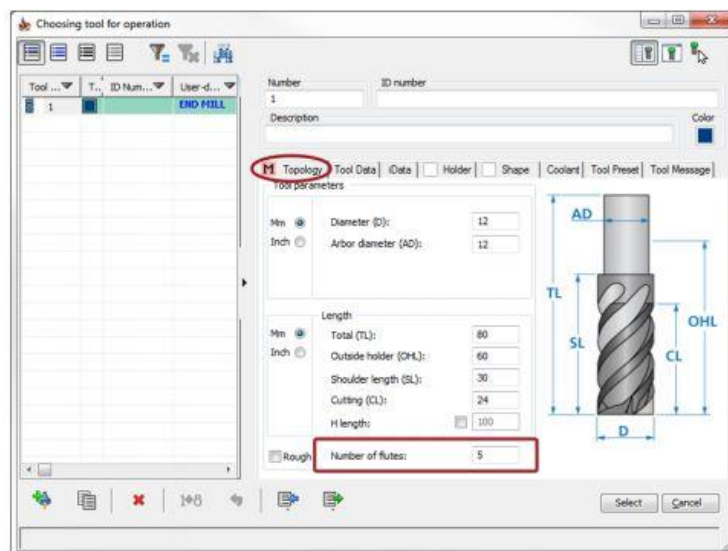 Choosing tool for operation
Tool ... T.. ID Num... User-d...
1 END MILL
Number ID number
1
Description Color
M Topology Tool Data iData Holder Shape Coolant Tool Preset Tool Message
Tool parameters
Mm Diameter (D): 12
Inch Arbor diameter (AD): 12
Length
Mm Total (TL): 80
Inch Outside holder (OHL): 60
Shoulder length (SL): 30
Cutting (CL): 24
H length: 100
Rough Number of flutes: 5
AD
TL
OHL
SL
CL
D
Select Cancel